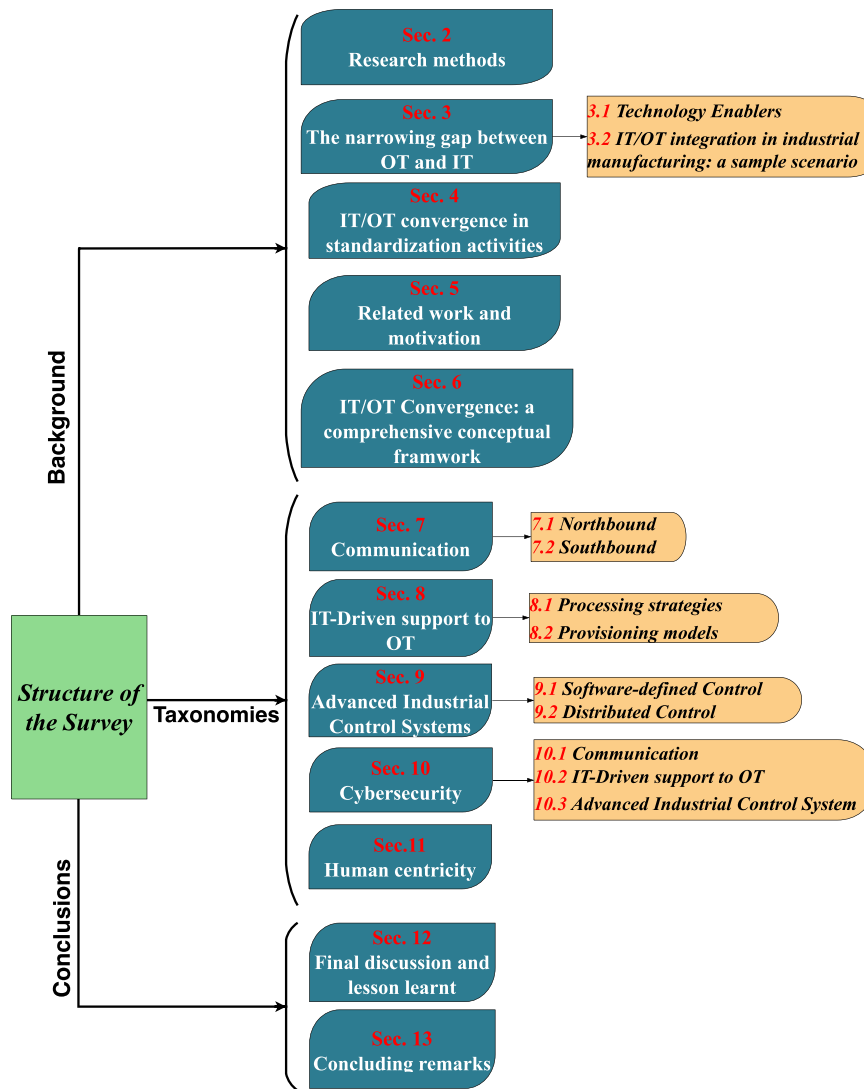 Sec. 2
Research methods
Sec. 3
The narrowing gap between
OT and IT
3.1 Technology Enablers
3.2 IT/OT integration in industrial
manufacturing: a sample scenario
Sec. 4
IT/OT convergence in
standardization activities
Sec. 5
Related work and
motivation
Sec. 6
IT/OT Convergence: a
comprehensive conceptual
framwork
Background
Sec. 7
Communication
7.1 Northbound
7.2 Southbound
Sec. 8
IT-Driven support to
OT
8.1 Processing strategies
8.2 Provisioning models
Structure of
the Survey
Taxonomies
Sec. 9
Advanced Industrial
Control Systems
9.1 Software-defined Control
9.2 Distributed Control
Sec. 10
Cybersecurity
10.1 Communication
10.2 IT-Driven support to OT
10.3 Advanced Industrial Control System
Sec.11
Human centricity
Conclusions
Sec. 12
Final discussion and
lesson learnt
Sec. 13
Concluding remarks